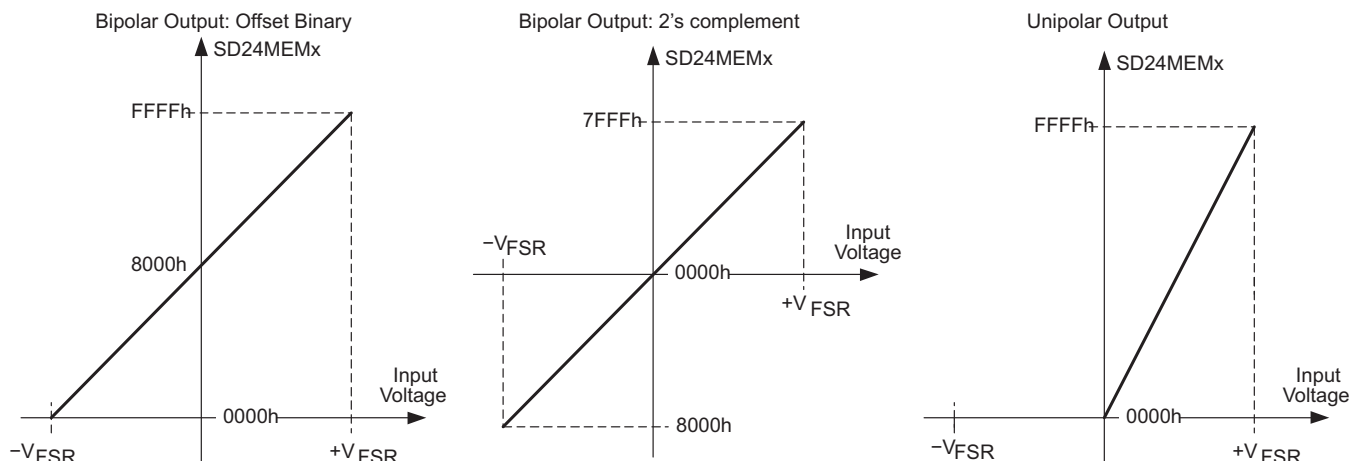 Bipolar Output: Offset Binary
SD24MEMx
FFFFh
8000h
Input
Voltage
0000h
−VFSR
+VFSR
Bipolar Output: 2's complement
SD24MEMx
7FFFh
−VFSR
Input
Voltage
0000h
+V FSR
8000h
Unipolar Output
SD24MEMx
FFFFh
Input
Voltage
0000h
−VFSR
+VFSR